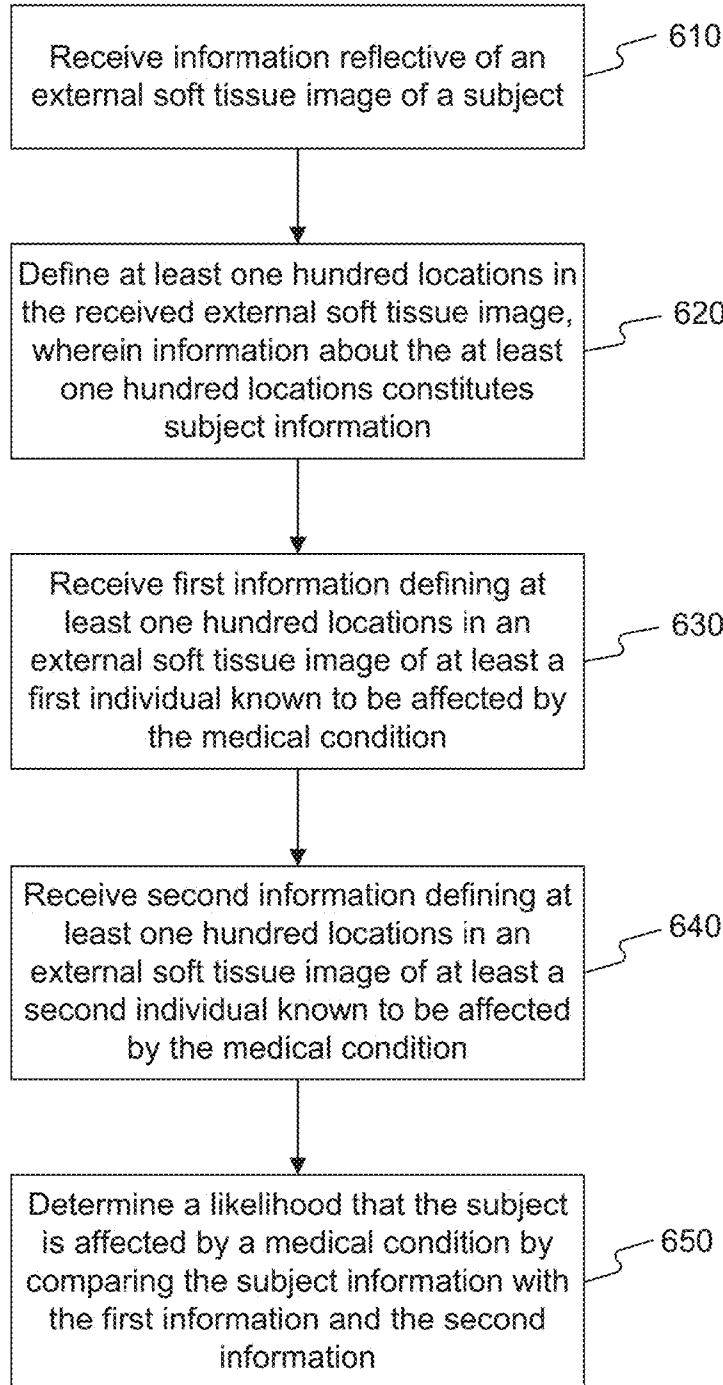 Receive information reflective of an
external soft tissue image of a subject
610
Define at least one hundred locations in
the received external soft tissue image,
wherein information about the at least
one hundred locations constitutes
subject information
620
Receive first information defining at
least one hundred locations in an
external soft tissue image of at least a
first individual known to be affected by
the medical condition
630
Receive second information defining at
least one hundred locations in an
external soft tissue image of at least a
second individual known to be affected
by the medical condition
640
Determine a likelihood that the subject
is affected by a medical condition by
comparing the subject information with
the first information and the second
information
650